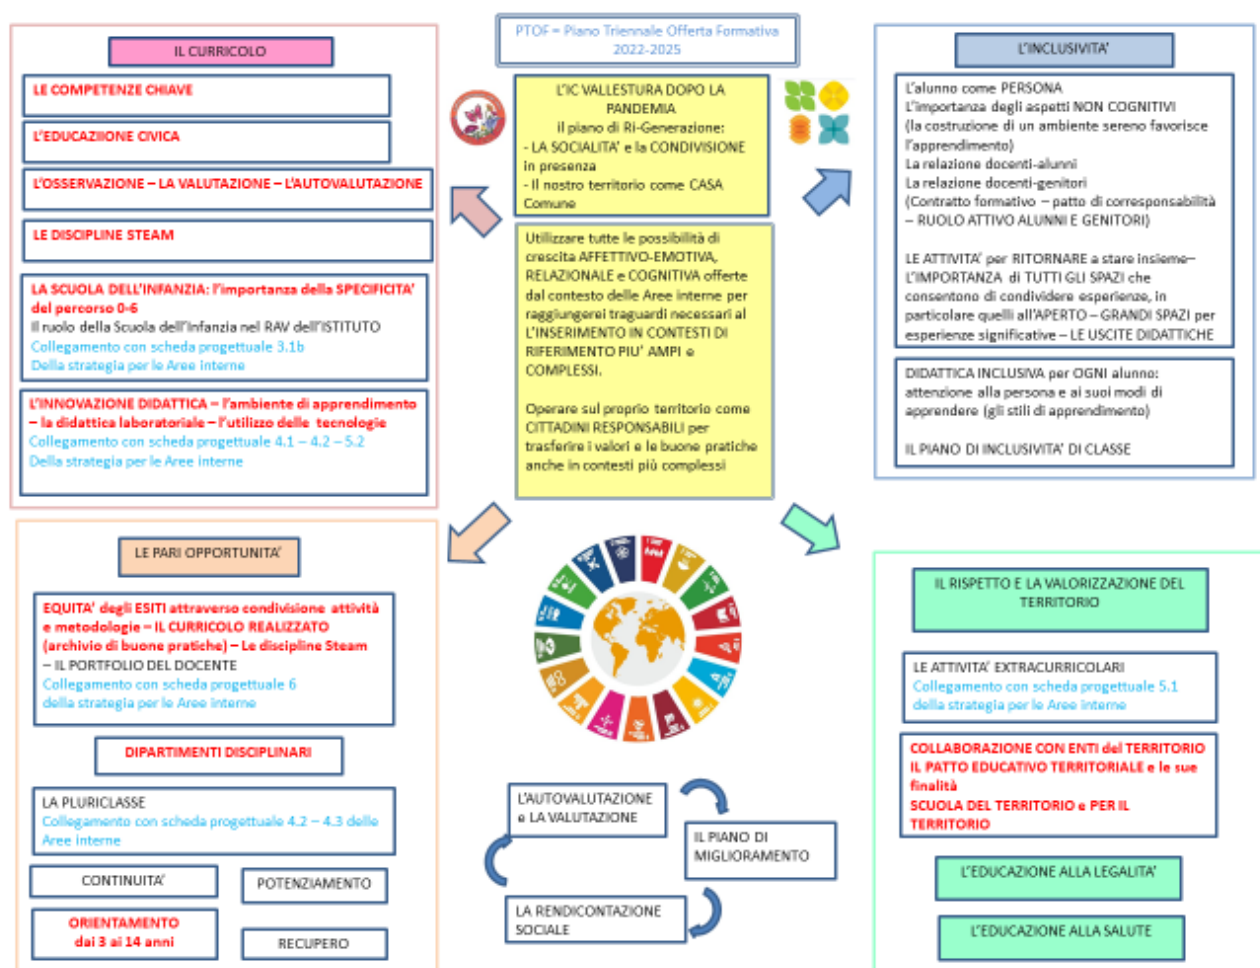 PTOF = Piano Triennale Offerta Formativa
2022-2025
IL CURRICOLO
LE COMPETENZE CHIAVE
L'EDUCAZIIONE CIVICA
L'OSSERVAZIONE – LA VALUTAZIONE – L'AUTOVALUTAZIONE
LE DISCIPLINE STEAM
LA SCUOLA DELL'INFANZIA: l'importanza della SPECIFICITA'
del percorso 0-6
Il ruolo della Scuola dell'Infanzia nel RAV dell'ISTITUTO
Collegamento con scheda progettuale 3.1b
Della strategia per le Aree interne
L'INNOVAZIONE DIDATTICA – l'ambiente di apprendimento
– la didattica laboratoriale – l'utilizzo delle tecnologie
Collegamento con scheda progettuale 4.1 – 4.2 – 5.2
Della strategia per le Aree interne
L'IC VALLESTURA DOPO LA
PANDEMIA
il piano di Ri-Generazione:
- LA SOCIALITA' e la CONDIVISIONE
in presenza
- Il nostro territorio come CASA
Comune
Utilizzare tutte le possibilità di
crescita AFFETTIVO-EMOTIVA,
RELAZIONALE e COGNITIVA offerte
dal contesto delle Aree interne per
raggiungerei traguardi necessari al
L'INSERIMENTO IN CONTESTI DI
RIFERIMENTO PIU' AMPI e
COMPLESSI.
Operare sul proprio territorio come
CITTADINI RESPONSABILI per
trasferire i valori e le buone pratiche
anche in contesti più complessi
L'INCLUSIVITA'
L'alunno come PERSONA
L'importanza degli aspetti NON COGNITIVI
(la costruzione di un ambiente sereno favorisce
l'apprendimento)
La relazione docenti-alunni
La relazione docenti-genitori
(Contratto formativo – patto di corresponsabilità
– RUOLO ATTIVO ALUNNI E GENITORI)
LE ATTIVITA' per RITORNARE a stare insieme–
L'IMPORTANZA di TUTTI GLI SPAZI che
consentono di condividere esperienze, in
particolare quelli all'APERTO – GRANDI SPAZI per
esperienze significative – LE USCITE DIDATTICHE
DIDATTICA INCLUSIVA per OGNI alunno:
attenzione alla persona e ai suoi modi di
apprendere (gli stili di apprendimento)
IL PIANO DI INCLUSIVITA' DI CLASSE
LE PARI OPPORTUNITA'
EQUITA' degli ESITI attraverso condivisione attività
e metodologie – IL CURRICOLO REALIZZATO
(archivio di buone pratiche) – Le discipline Steam
– IL PORTFOLIO DEL DOCENTE
Collegamento con scheda progettuale 6
della strategia per le Aree interne
DIPARTIMENTI DISCIPLINARI
LA PLURICLASSE
Collegamento con scheda progettuale 4.2 – 4.3 delle
Aree interne
CONTINUITA'
POTENZIAMENTO
ORIENTAMENTO
dai 3 ai 14 anni
RECUPERO
L'AUTOVALUTAZIONE
e LA VALUTAZIONE
IL PIANO DI
MIGLIORAMENTO
LA RENDICONTAZIONE
SOCIALE
IL RISPETTO E LA VALORIZZAZIONE DEL
TERRITORIO
LE ATTIVITA' EXTRACURRICOLARI
Collegamento con scheda progettuale 5.1
della strategia per le Aree interne
COLLABORAZIONE CON ENTI del TERRITORIO
IL PATTO EDUCATIVO TERRITORIALE e le sue
finalità
SCUOLA DEL TERRITORIO e PER IL
TERRITORIO
L'EDUCAZIONE ALLA LEGALITA'
L'EDUCAZIONE ALLA SALUTE